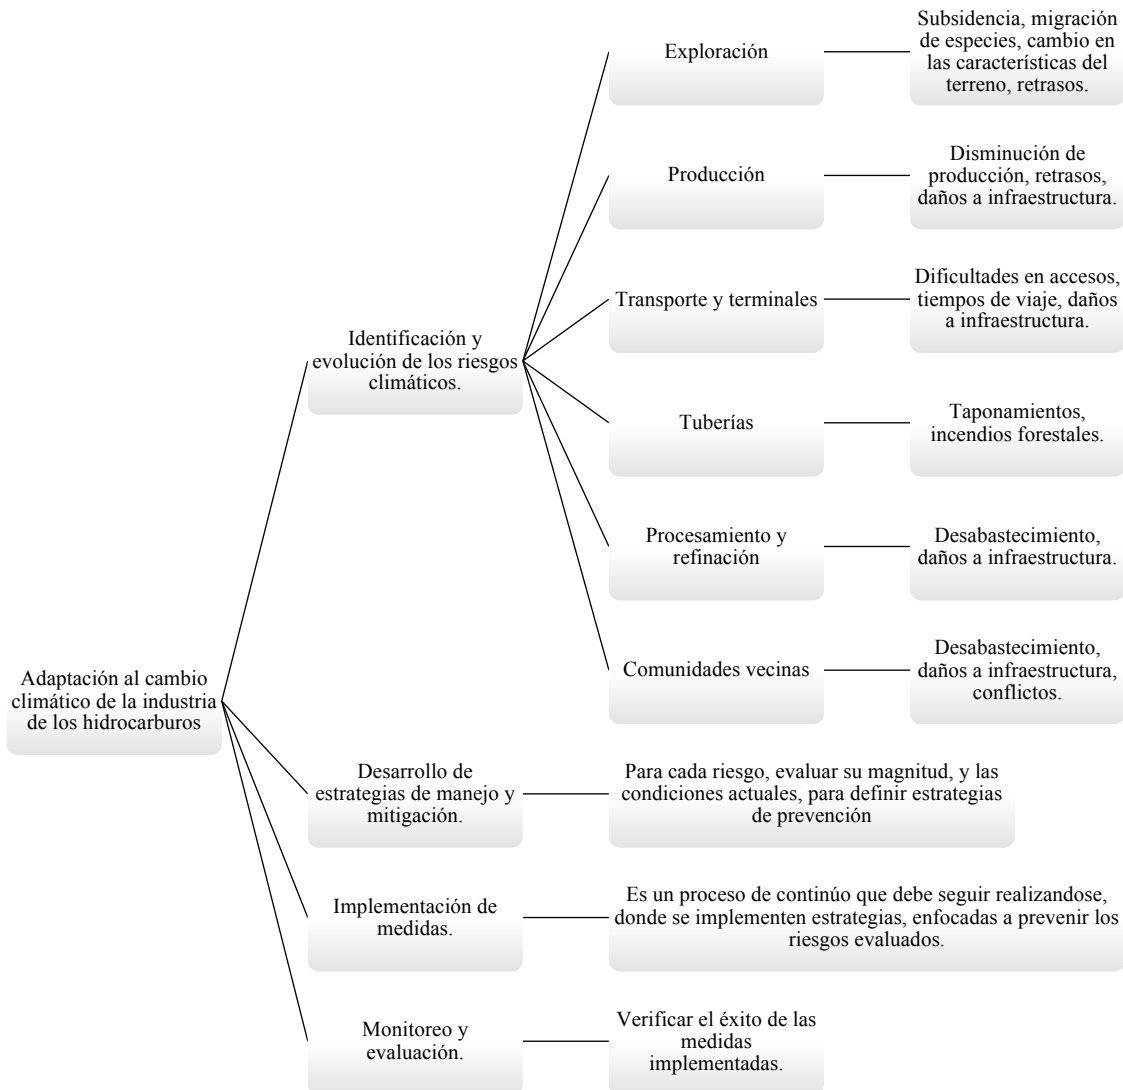 Adaptación al cambio
climático de la industria
de los hidrocarburos
Identificación y
evolución de los riesgos
climáticos.
Exploración
Subsidencia, migración
de especies, cambio en
las características del
terreno, retrasos.
Producción
Disminución de
producción, retrasos,
daños a infraestructura.
Transporte y terminales
Dificultades en accesos,
tiempos de viaje, daños
a infraestructura.
Tuberías
Taponamientos,
incendios forestales.
Procesamiento y
refinación
Desabastecimiento,
daños a infraestructura.
Comunidades vecinas
Desabastecimiento,
daños a infraestructura,
conflictos.
Desarrollo de
estrategias de manejo y
mitigación.
Para cada riesgo, evaluar su magnitud, y las
condiciones actuales, para definir estrategias
de prevención
Implementación de
medidas.
Es un proceso de continúo que debe seguir realizandose,
donde se implementen estrategias, enfocadas a prevenir los
riesgos evaluados.
Monitoreo y
evaluación.
Verificar el éxito de las
medidas
implementadas.